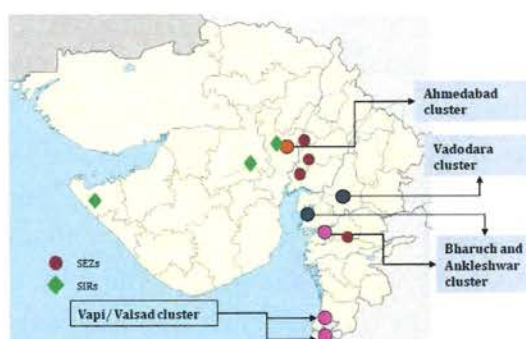 Ahmedabad
cluster
Vadodara
cluster
Bharuch and
Ankleshwar
cluster
SEZs
SIRs
Vapi/ Valsad cluster